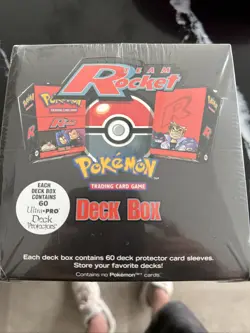 TEAM
Rocket
POKéMON
R
R
POKéMON
TRADING CARD GAME
Deck Box
EACH
DECK BOX
CONTAINS
60
Ultra•PRO
Deck
Protectors
Each deck box contains 60 deck protector card sleeves.
Store your favorite decks!
Contains no Pokémon™ cards.